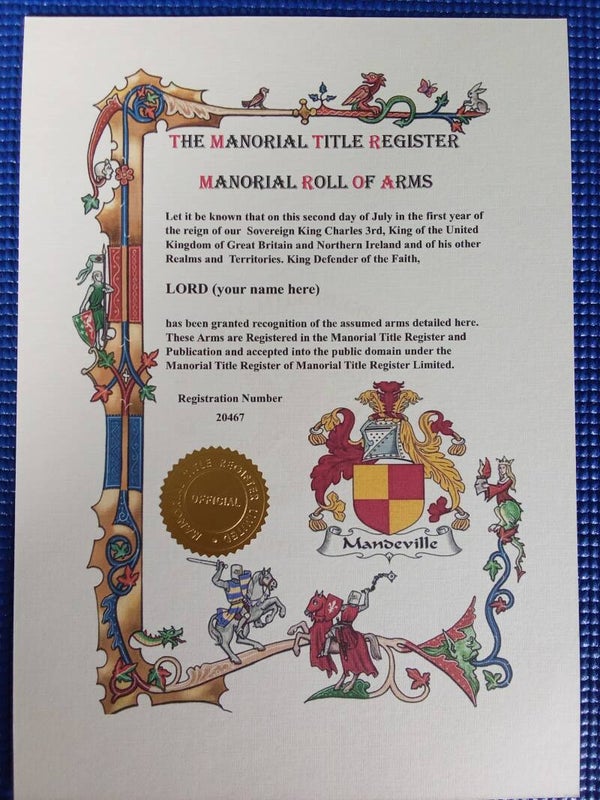 THE MANORIAL TITLE REGISTER
MANORIAL ROLL OF ARMS
Let it be known that on this second day of July in the first year of
the reign of our Sovereign King Charles 3rd, King of the United
Kingdom of Great Britain and Northern Ireland and of his other
Realms and Territories. King Defender of the Faith,
LORD (your name here)
has been granted recognition of the assumed arms detailed here.
These Arms are Registered in the Manorial Title Register and
Publication and accepted into the public domain under the
Manorial Title Register of Manorial Title Register Limited.
Registration Number
20467
MANORIAL TITLE REGISTER LIMITED
OFFICIAL
Mandeville